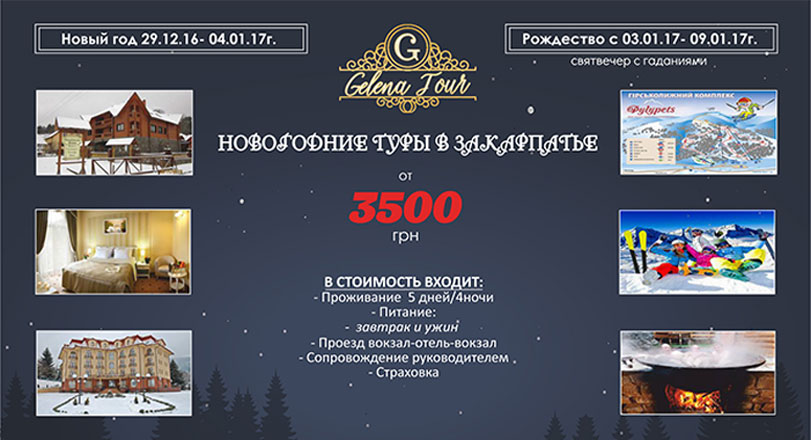 Новый год 29.12.16- 04.01.17г.
Рождество с 03.01.17- 09.01.17г.
святвечер с гаданиями
G
Gelena Tour
НОВОГОДНИЕ ТУРЫ В ЗАКАРПАТЬЕ
от
3500
грн
В СТОИМОСТЬ ВХОДИТ:
- Проживание 5 дней/4ночи
- Питание:
- завтрак и ужин
- Проезд вокзал-отель-вокзал
- Сопровождение руководителем
- Страховка
ГІРСЬКОЛИЖНИЙ КОМПЛЕКС
Pylypets